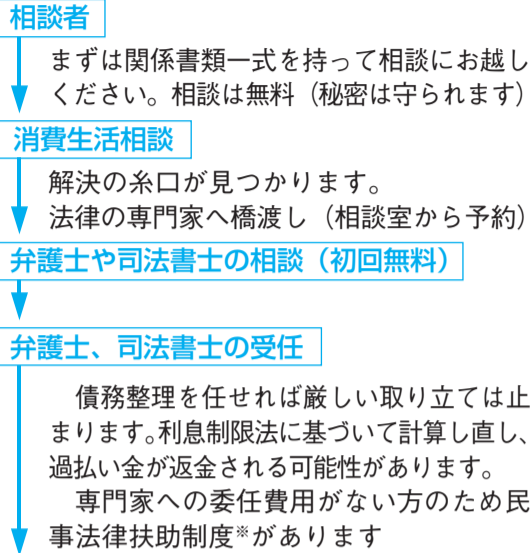 相談者
まずは関係書類一式を持って相談にお越し
ください。相談は無料（秘密は守られます）
消費生活相談
解決の糸口が見つかります。
法律の専門家へ橋渡し（相談室から予約）
弁護士や司法書士の相談（初回無料）
弁護士、司法書士の受任
債務整理を任せれば厳しい取り立ては止
まります。利息制限法に基づいて計算し直し、
過払い金が返金される可能性があります。
専門家への委任費用がない方のため民
事法律扶助制度※があります